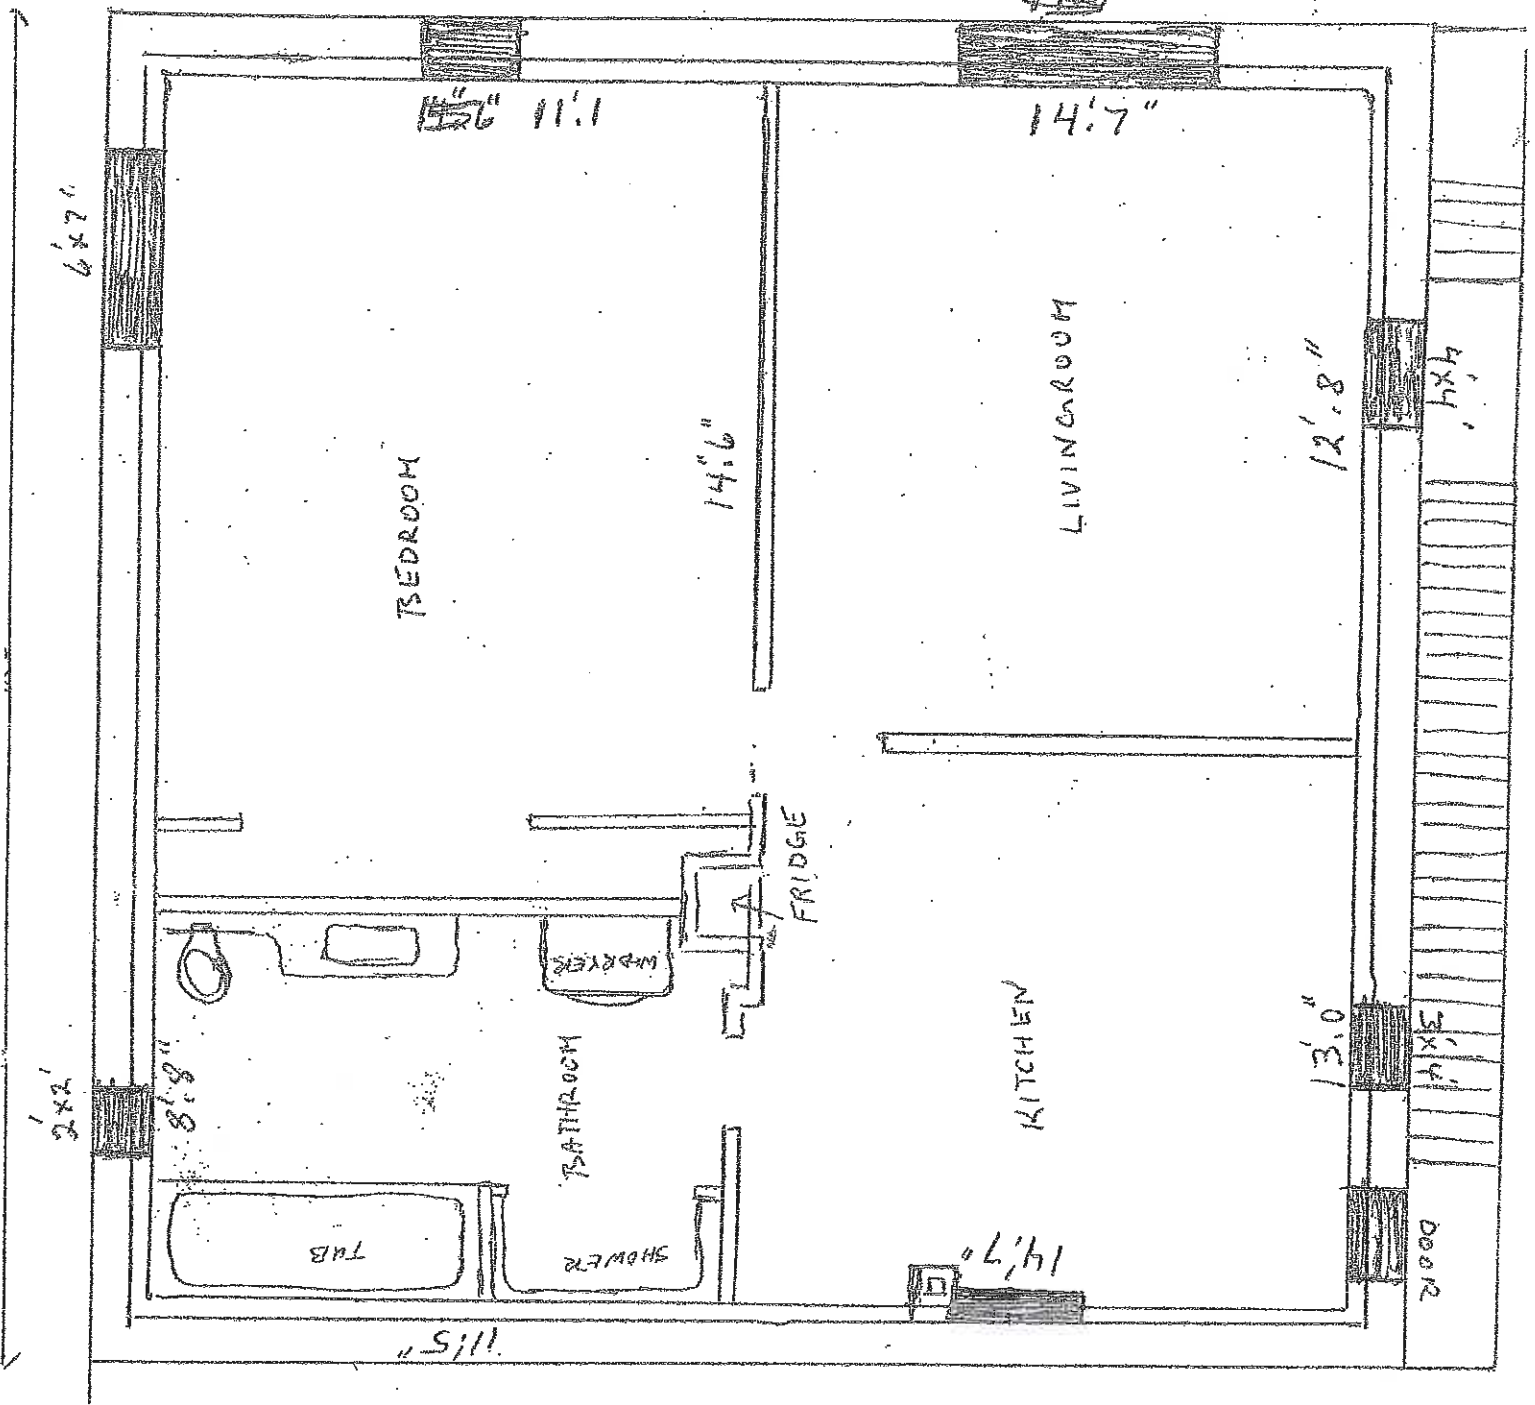 11'.1
14'.7"
6'x7'
BEDROOM
14'.6"
LIVINGROOM
12'.8"
4'x4'
FRIDGE
W/DRYER
2'x2'
8'.8"
BATHROOM
KITCHEN
13'.0"
3'x4'
TUB
SHOWER
14'.7"
DOOR
11'.5"